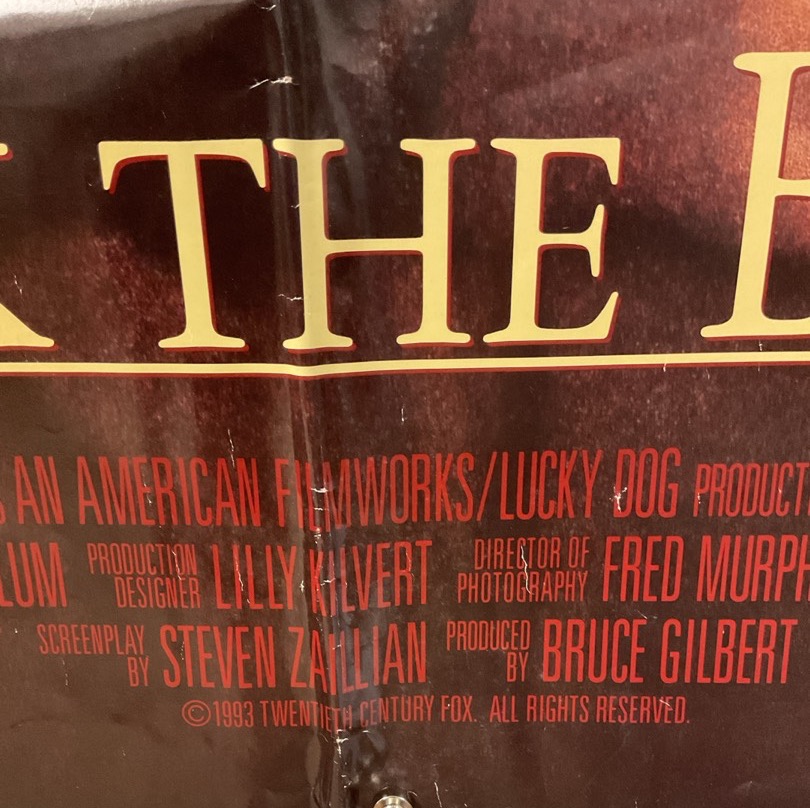 THE
AN AMERICAN FILMWORKS/LUCKY DOG
PRODUCTION DESIGNER LILLY KILVERT DIRECTOR OF PHOTOGRAPHY FRED
SCREENPLAY BY STEVEN ZAILLIAN PRODUCED BY BRUCE GILBERT
©1993 TWENTIETH CENTURY FOX. ALL RIGHTS RESERVED.